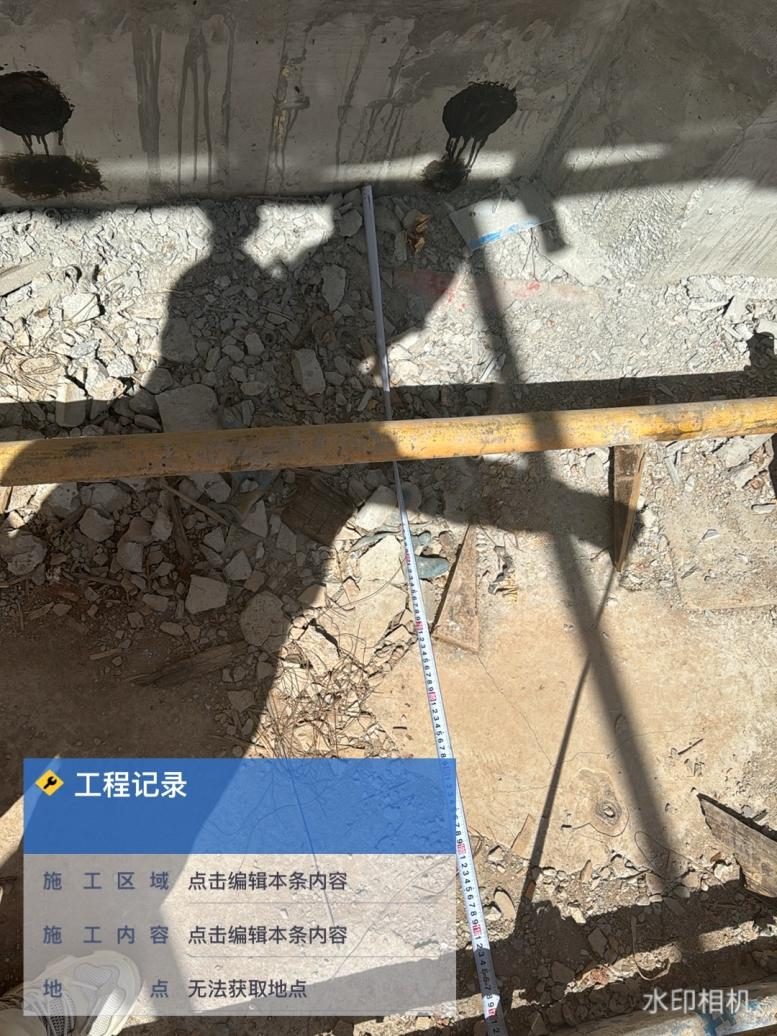 工程记录
施工区域 点击编辑本条内容
施工内容 点击编辑本条内容
地点 无法获取地点
水印相机